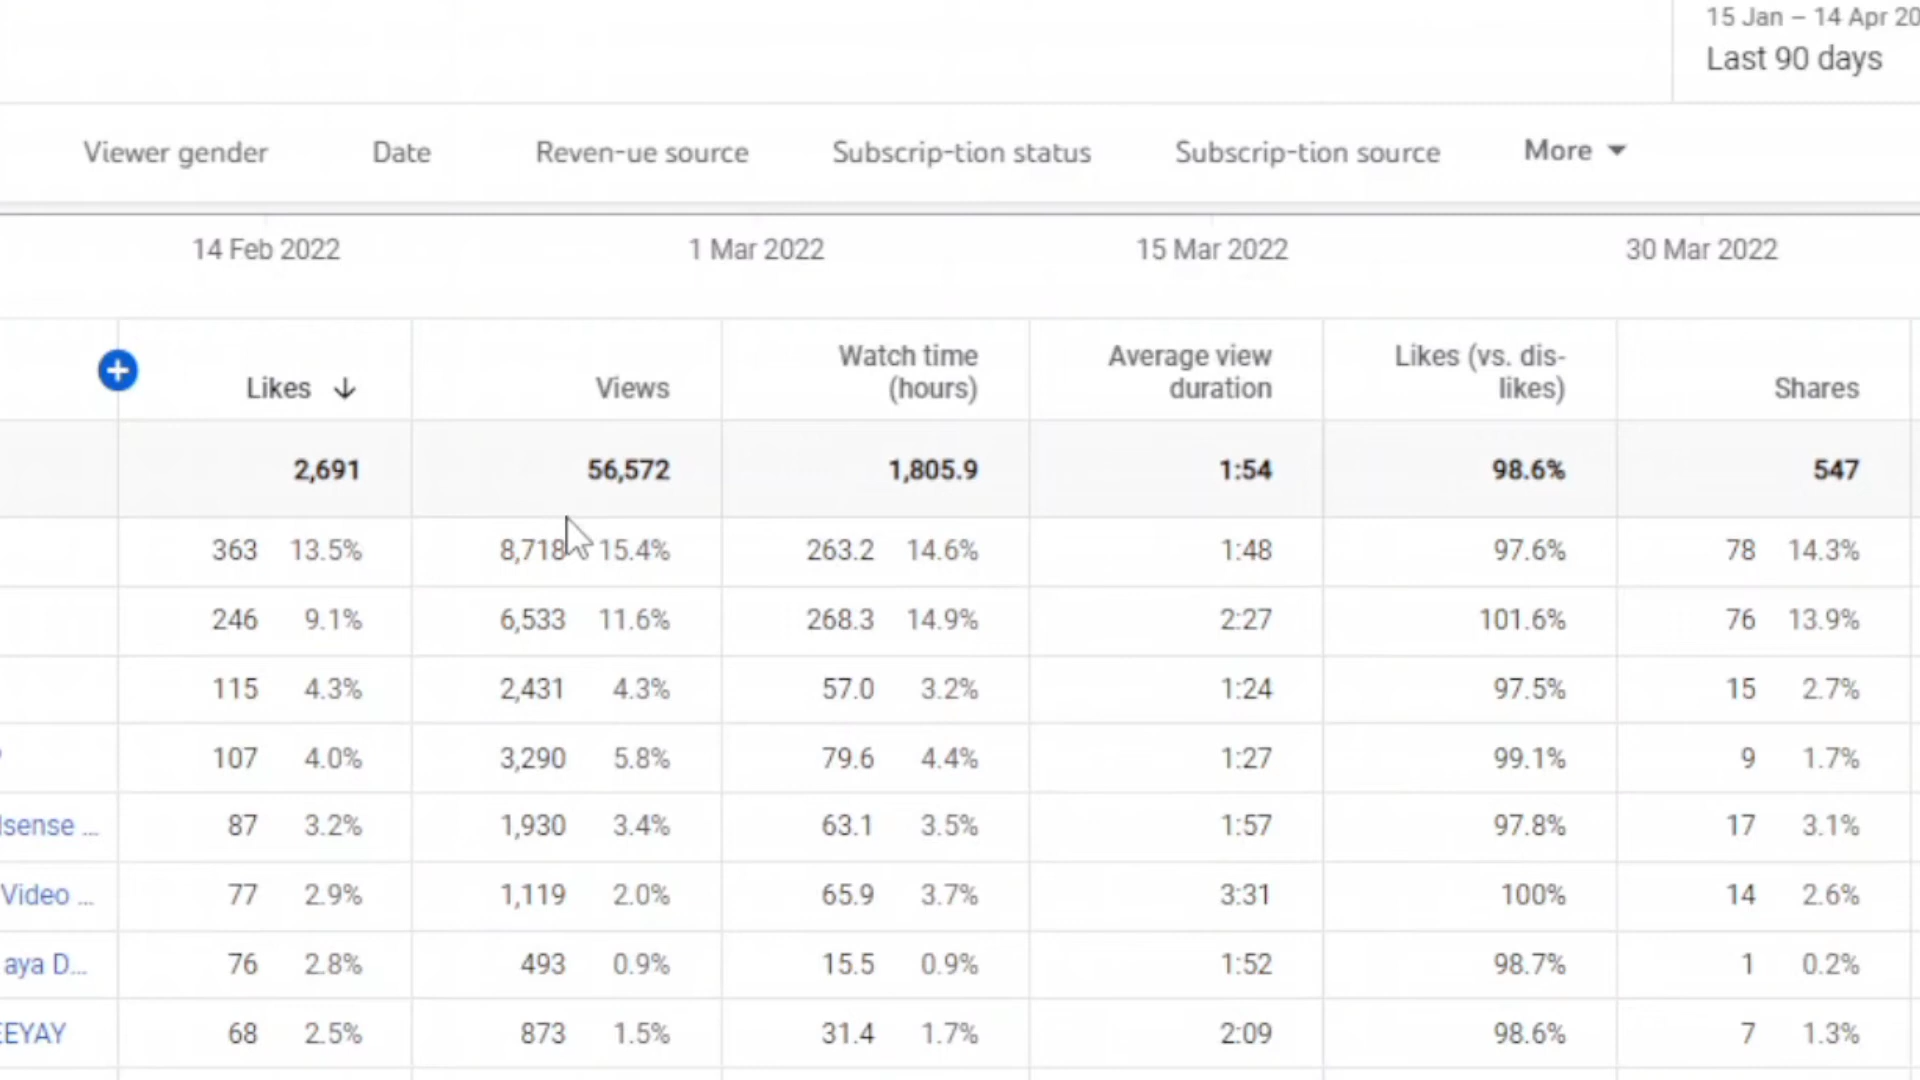 15 Jan – 14 Apr 20
Last 90 days
Viewer gender Date Reven-ue source Subscrip-tion status Subscrip-tion source More
14 Feb 2022 1 Mar 2022 15 Mar 2022 30 Mar 2022
Likes Views Watch time (hours) Average view duration Likes (vs. dis-likes) Shares
2,691 56,572 1,805.9 1:54 98.6% 547
363 13.5% 8,718 15.4% 263.2 14.6% 1:48 97.6% 78 14.3%
246 9.1% 6,533 11.6% 268.3 14.9% 2:27 101.6% 76 13.9%
115 4.3% 2,431 4.3% 57.0 3.2% 1:24 97.5% 15 2.7%
107 4.0% 3,290 5.8% 79.6 4.4% 1:27 99.1% 9 1.7%
sense ... 87 3.2% 1,930 3.4% 63.1 3.5% 1:57 97.8% 17 3.1%
Video ... 77 2.9% 1,119 2.0% 65.9 3.7% 3:31 100% 14 2.6%
aya D... 76 2.8% 493 0.9% 15.5 0.9% 1:52 98.7% 1 0.2%
EEYAY 68 2.5% 873 1.5% 31.4 1.7% 2:09 98.6% 7 1.3%